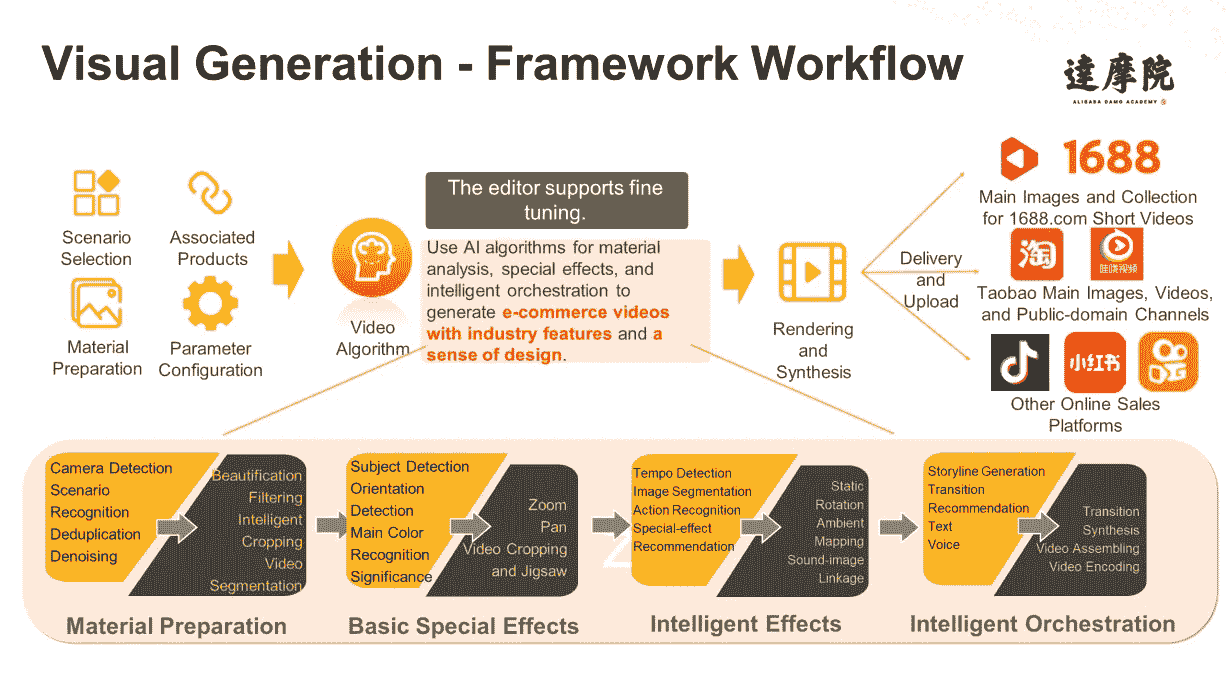 Visual Generation - Framework Workflow
達摩院
ALIBABA DAMO ACADEMY
Scenario
Selection
Associated
Products
Material
Preparation
Parameter
Configuration
Video
Algorithm
The editor supports fine
tuning.
Use AI algorithms for material
analysis, special effects, and
intelligent orchestration to
generate e-commerce videos
with industry features and a
sense of design.
Rendering
and
Synthesis
Delivery
and
Upload
1688
Main Images and Collection
for 1688.com Short Videos
淘
哇哦视频
Taobao Main Images, Videos,
and Public-domain Channels
小红书
Other Online Sales
Platforms
Camera Detection
Scenario
Recognition
Deduplication
Denoising
Beautification
Filtering
Intelligent
Cropping
Video
Segmentation
Material Preparation
Subject Detection
Orientation
Detection
Main Color
Recognition
Significance
Zoom
Pan
Video Cropping
and Jigsaw
Basic Special Effects
Tempo Detection
Image Segmentation
Action Recognition
Special-effect
Recommendation
Static
Rotation
Ambient
Mapping
Sound-image
Linkage
Intelligent Effects
Storyline Generation
Transition
Recommendation
Text
Voice
Transition
Synthesis
Video Assembling
Video Encoding
Intelligent Orchestration